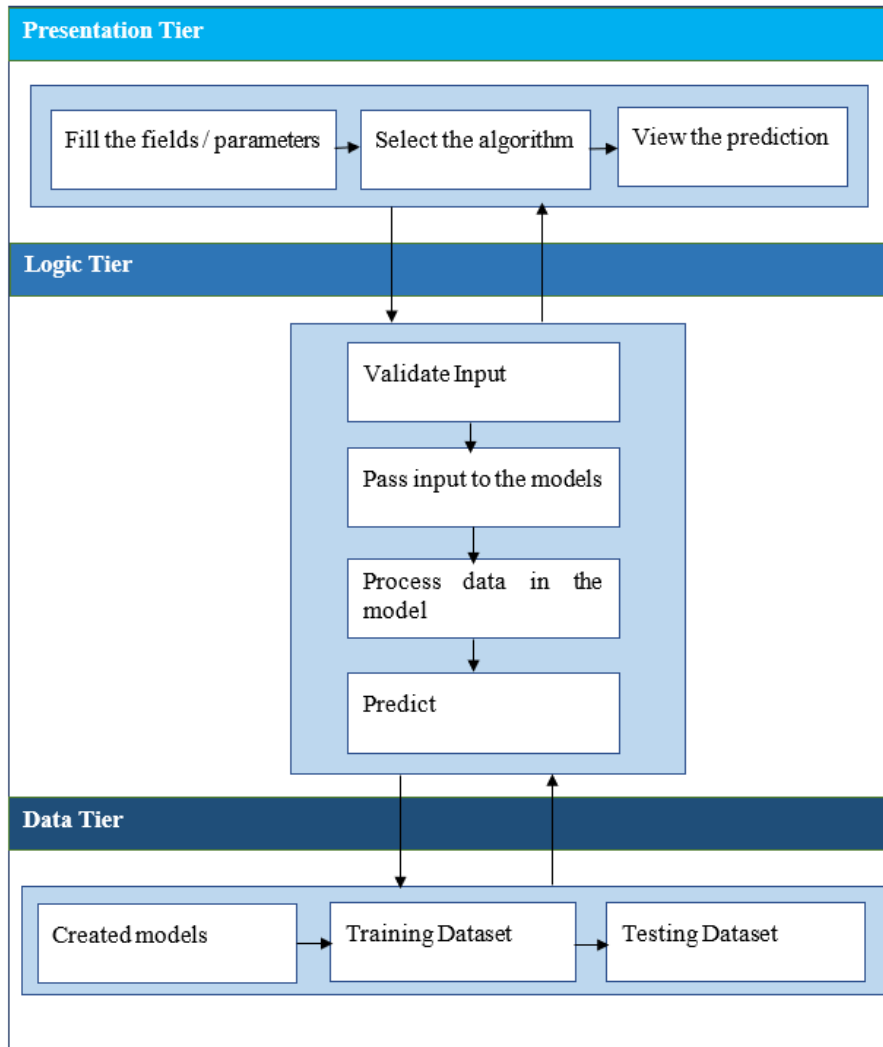 Presentation Tier
Fill the fields / parameters
Select the algorithm
View the prediction
Logic Tier
Validate Input
Pass input to the models
Process data in the
model
Predict
Data Tier
Created models
Training Dataset
Testing Dataset